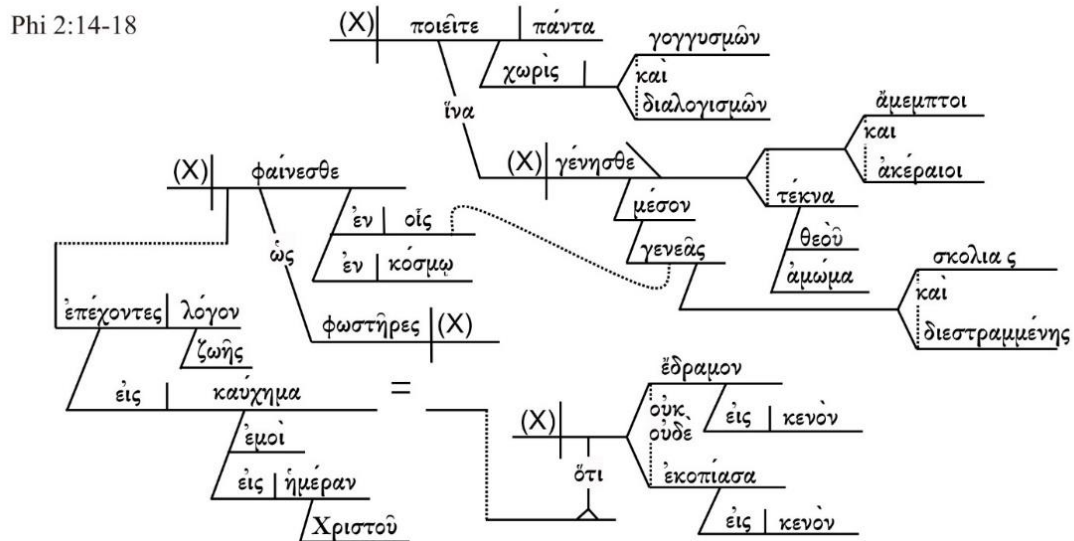 Phi 2:14-18
(X) ποιεῖτε πάντα
χωρὶς
γογγυσμῶν
καὶ
διαλογισμῶν
ἵνα
(X) γένησθε
ἄμεμπτοι
και
ἀκέραιοι
τέκνα
θεοῦ
ἀμώμα
μέσον
γενεᾶς
σκολια ς
καὶ
διεστραμμένης
(X) φαίνεσθε
ἐν οἷς
ἐν κόσμῳ
ὡς
φωστῆρες (X)
ἐπέχοντες λόγον
ζωῆς
εἰς καύχημα =
ἐμοὶ
εἰς ἡμέραν
Χριστοῦ
(X)
ἔδραμον
οὐκ
οὐδὲ
εἰς κενὸν
ὅτι
ἐκοπίασα
εἰς κενὸν